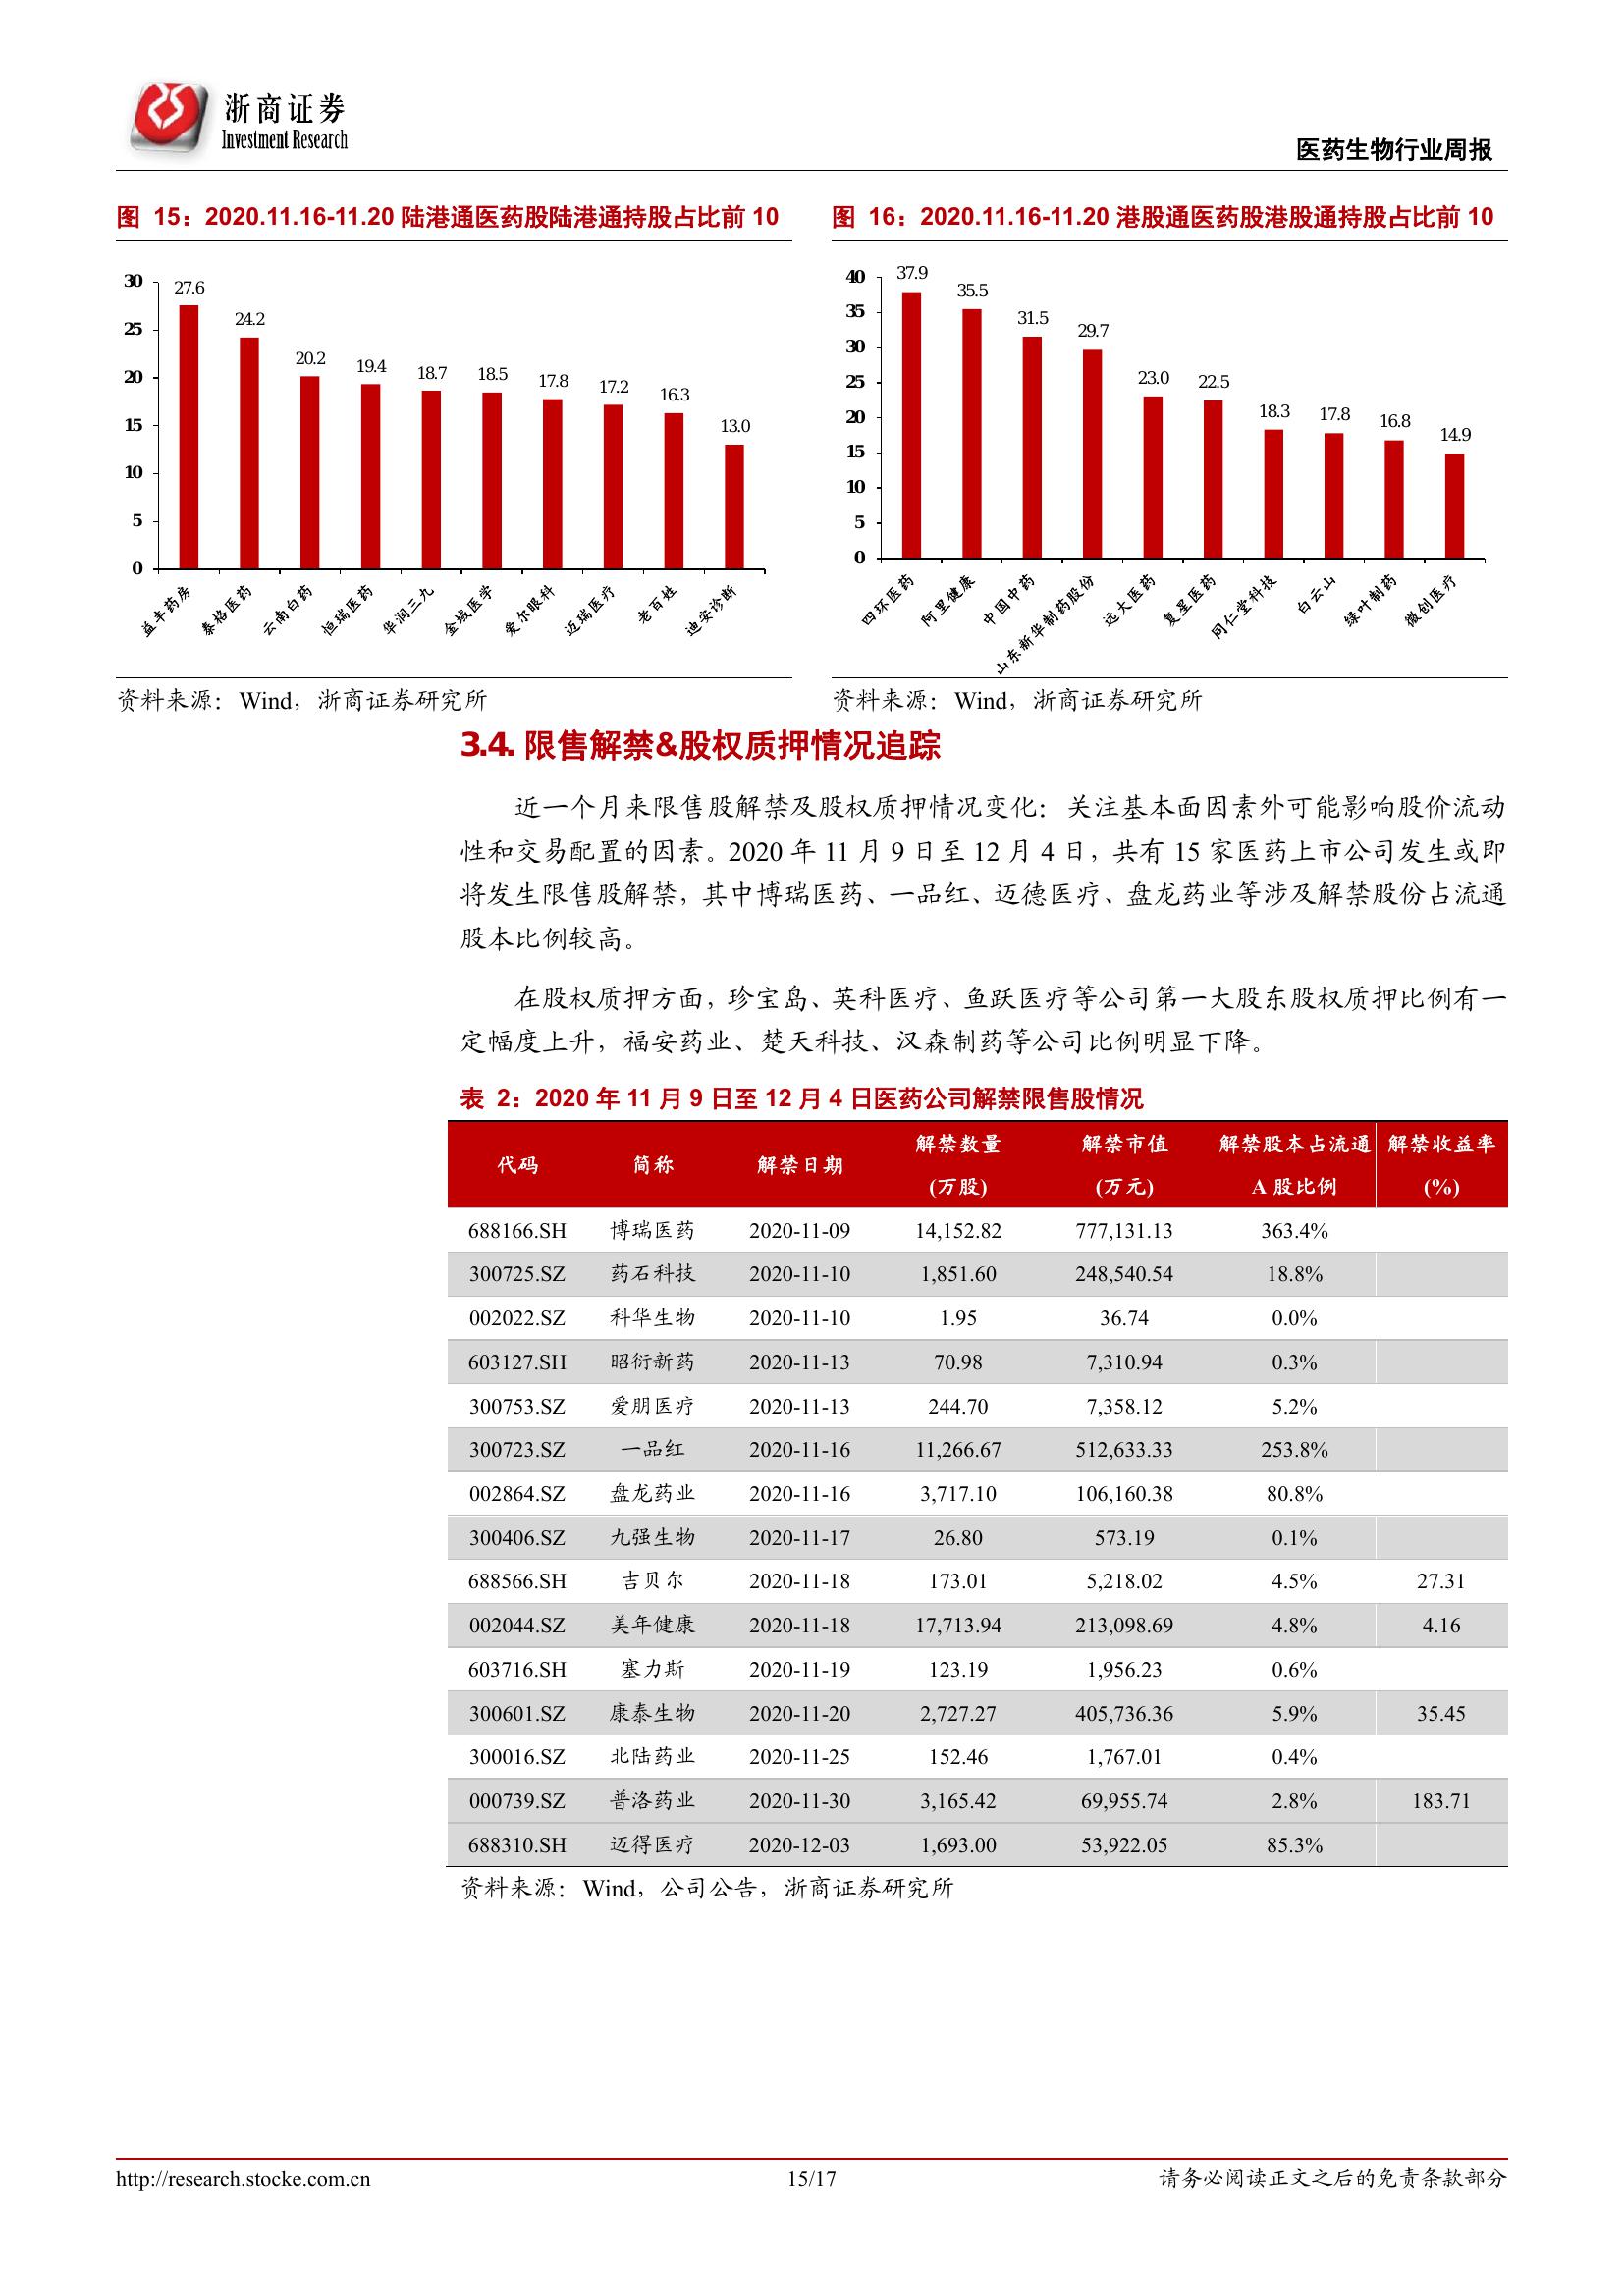 浙商证券
Investment Research
医药生物行业周报
图 15：2020.11.16-11.20 陆港通医药股陆港通持股占比前 10
30
25
20
15
10
5
0
27.6
24.2
20.2
19.4
18.7
18.5
17.8
17.2
16.3
13.0
益丰药房
泰格医药
云南白药
恒瑞医药
华润三九
金域医学
爱尔眼科
迈瑞医疗
老百姓
迪安诊断
资料来源：Wind，浙商证券研究所
图 16：2020.11.16-11.20 港股通医药股港股通持股占比前 10
40
35
30
25
20
15
10
5
0
37.9
35.5
31.5
29.7
23.0
22.5
18.3
17.8
16.8
14.9
四环医药
阿里健康
中国中药
山东新华制药股份
远大医药
复星医药
同仁堂科技
白云山
绿叶制药
微创医疗
资料来源：Wind，浙商证券研究所
3.4. 限售解禁&股权质押情况追踪
近一个月来限售股解禁及股权质押情况变化：关注基本面因素外可能影响股价流动
性和交易配置的因素。2020 年 11 月 9 日至 12 月 4 日，共有 15 家医药上市公司发生或即
将发生限售股解禁，其中博瑞医药、一品红、迈德医疗、盘龙药业等涉及解禁股份占流通
股本比例较高。
在股权质押方面，珍宝岛、英科医疗、鱼跃医疗等公司第一大股东股权质押比例有一
定幅度上升，福安药业、楚天科技、汉森制药等公司比例明显下降。
表 2：2020 年 11 月 9 日至 12 月 4 日医药公司解禁限售股情况
代码 简称 解禁日期 解禁数量 (万股) 解禁市值 (万元) 解禁股本占流通 A 股比例 解禁收益率 (%)
688166.SH 博瑞医药 2020-11-09 14,152.82 777,131.13 363.4%
300725.SZ 药石科技 2020-11-10 1,851.60 248,540.54 18.8%
002022.SZ 科华生物 2020-11-10 1.95 36.74 0.0%
603127.SH 昭衍新药 2020-11-13 70.98 7,310.94 0.3%
300753.SZ 爱朋医疗 2020-11-13 244.70 7,358.12 5.2%
300723.SZ 一品红 2020-11-16 11,266.67 512,633.33 253.8%
002864.SZ 盘龙药业 2020-11-16 3,717.10 106,160.38 80.8%
300406.SZ 九强生物 2020-11-17 26.80 573.19 0.1%
688566.SH 吉贝尔 2020-11-18 173.01 5,218.02 4.5% 27.31
002044.SZ 美年健康 2020-11-18 17,713.94 213,098.69 4.8% 4.16
603716.SH 塞力斯 2020-11-19 123.19 1,956.23 0.6%
300601.SZ 康泰生物 2020-11-20 2,727.27 405,736.36 5.9% 35.45
300016.SZ 北陆药业 2020-11-25 152.46 1,767.01 0.4%
000739.SZ 普洛药业 2020-11-30 3,165.42 69,955.74 2.8% 183.71
688310.SH 迈得医疗 2020-12-03 1,693.00 53,922.05 85.3%
资料来源：Wind，公司公告，浙商证券研究所
http://research.stocke.com.cn 15/17 请务必阅读正文之后的免责条款部分